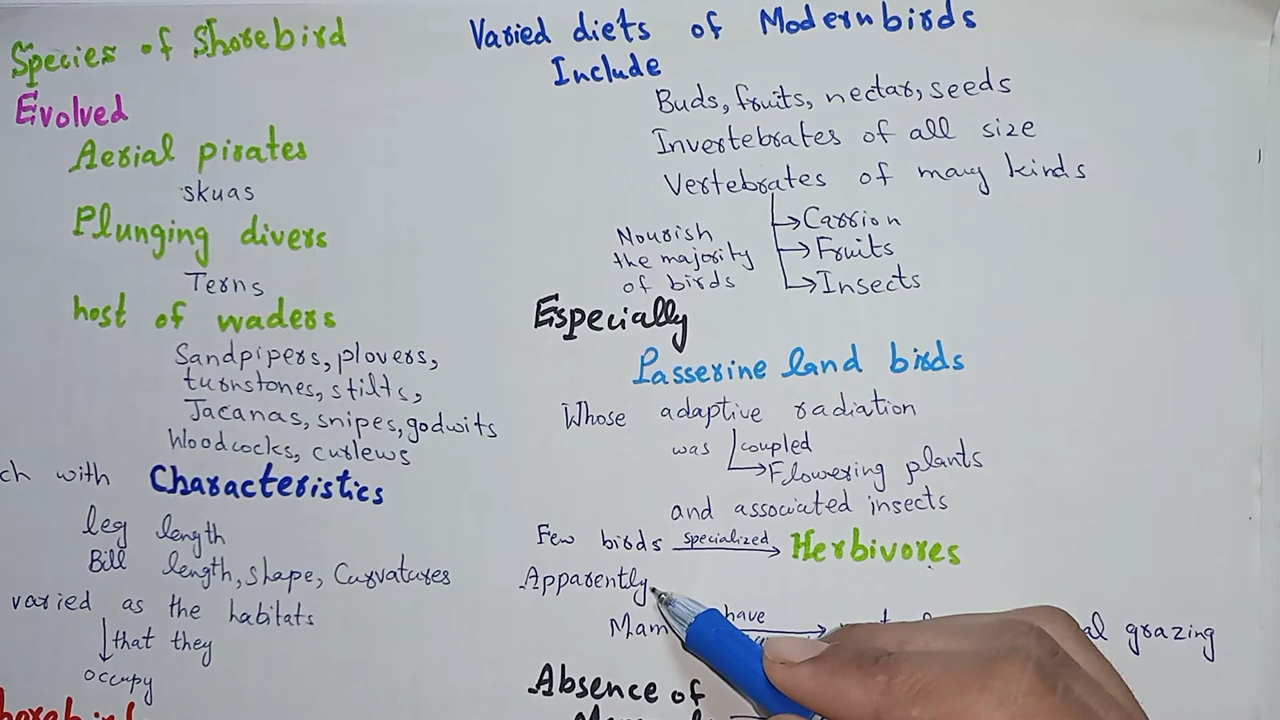 Species of Shorebird
Evolved
Aerial pirates
skuas
Plunging divers
Terns
host of waders
Sandpipers, plovers,
turnstones, stilts,
Jacanas, snipes, godwits
Woodcocks, curlews
ch with Characteristics
leg length
Bill length, shape, Curvatures
varied as the habitats
that they
occupy
Varied diets of Modern birds
Include
Buds, fruits, nectar, seeds
Invertebrates of all size
Vertebrates of many kinds
Nourish
the majority
of birds
Carrion
Fruits
Insects
Especially
Passerine land birds
Whose adaptive radiation
was coupled
Flowering plants
and associated insects
Few birds specialized Herbivores
Apparently
Mam have al grazing
Absence of